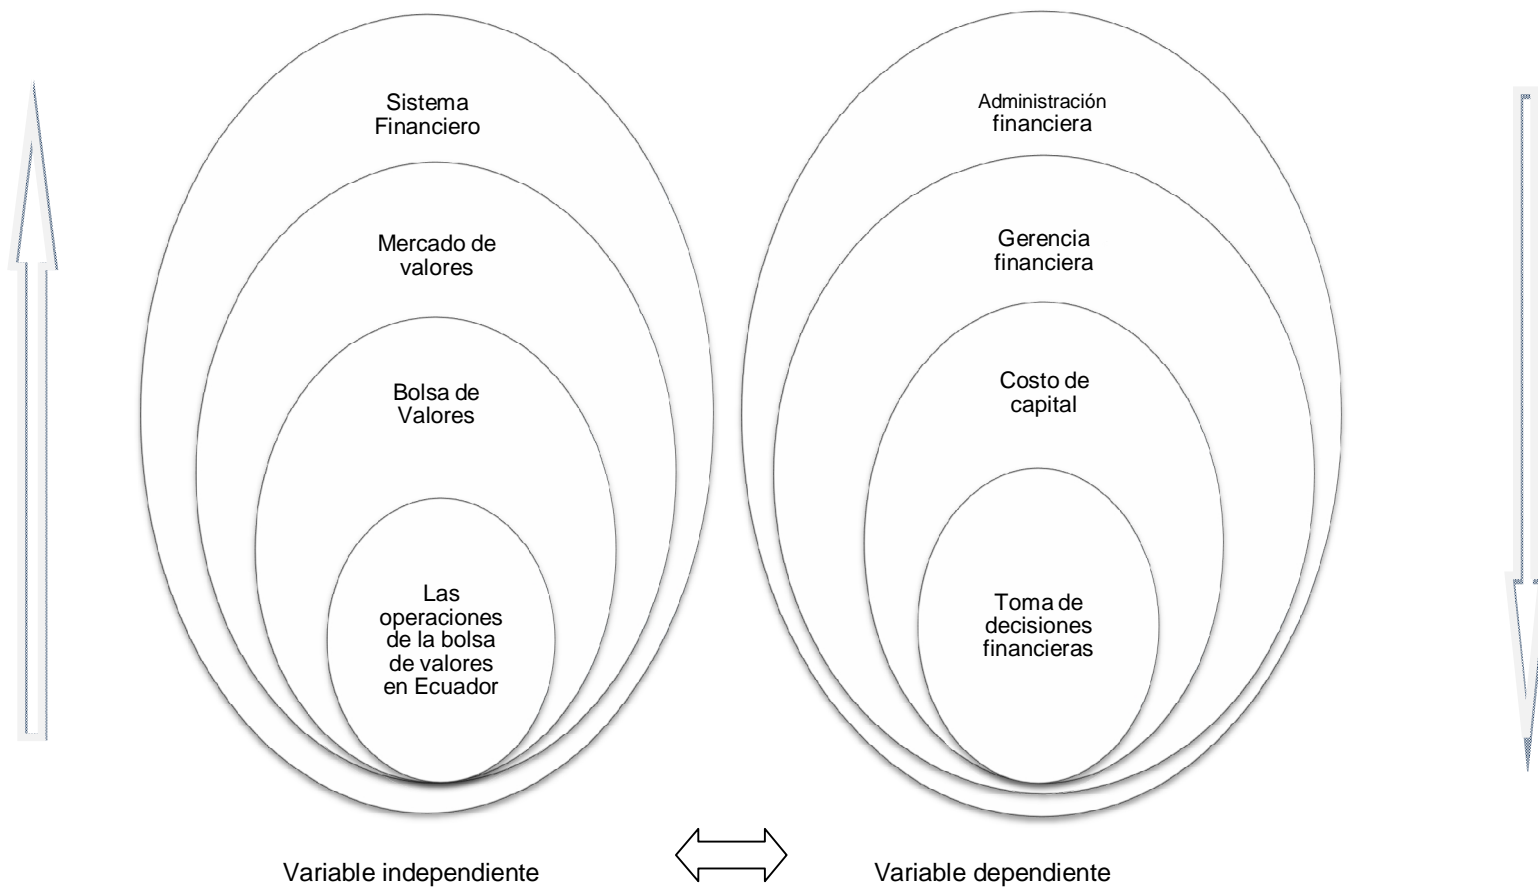 Sistema
Financiero
Mercado de
valores
Bolsa de
Valores
Las
operaciones
de la bolsa
de valores
en Ecuador
Variable independiente
Administración
financiera
Gerencia
financiera
Costo de
capital
Toma de
decisiones
financieras
Variable dependiente